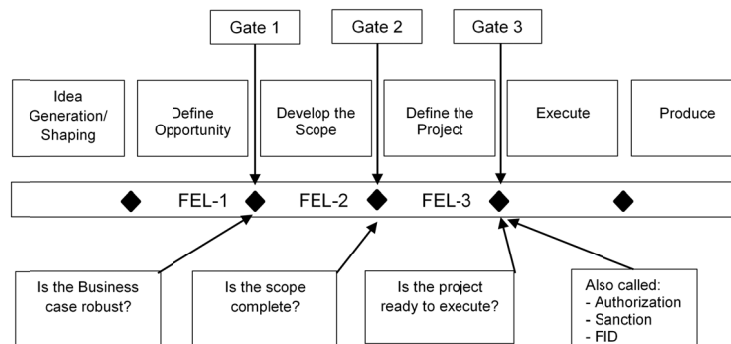 Gate 1
Gate 2
Gate 3
Idea
Generation/
Shaping
Define
Opportunity
Develop the
Scope
Define the
Project
Execute
Produce
FEL-1
FEL-2
FEL-3
Is the Business
case robust?
Is the scope
complete?
Is the project
ready to execute?
Also called:
- Authorization
- Sanction
- FID